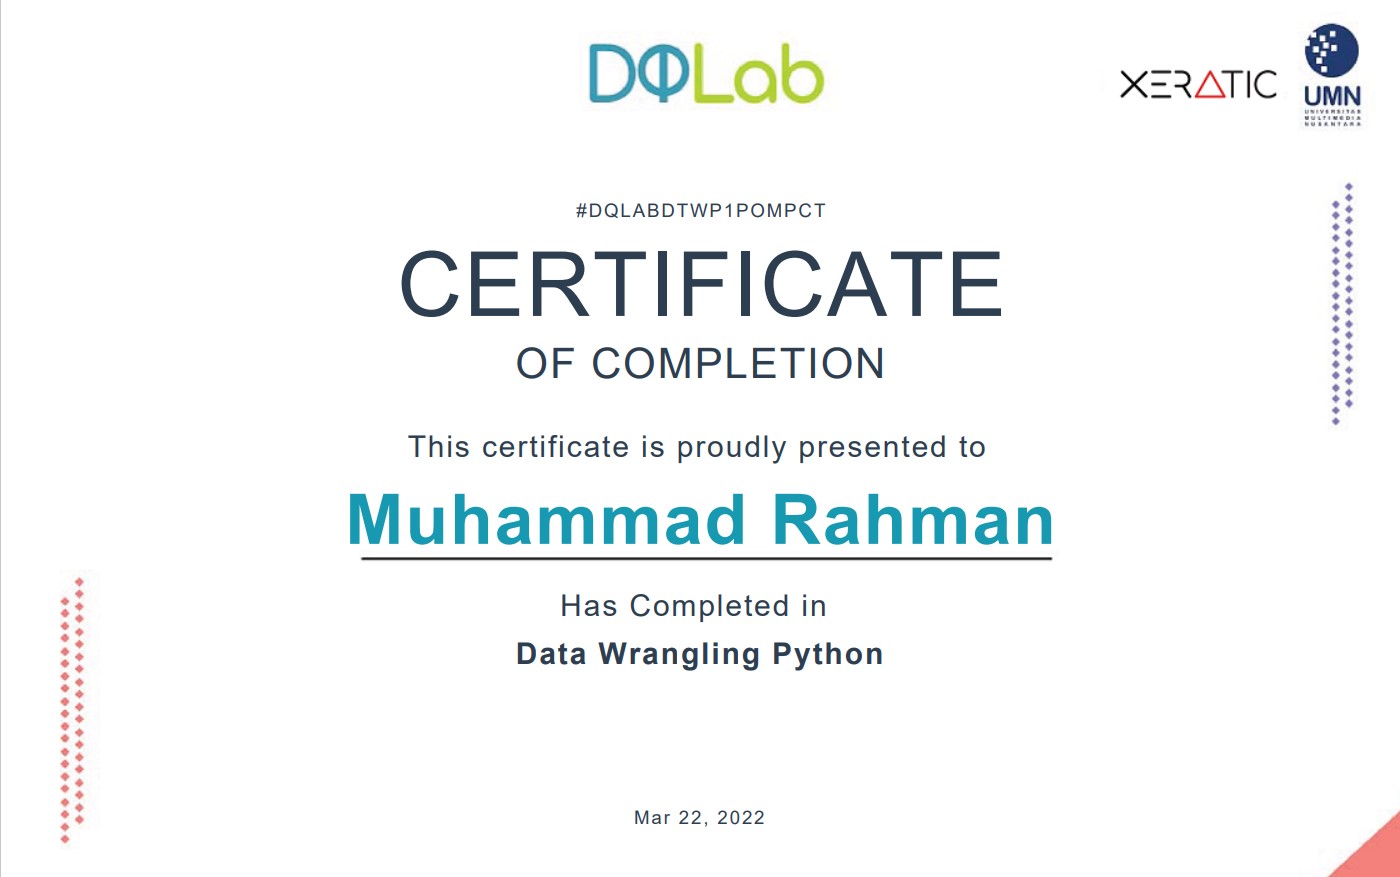 DQLab
XERATIC
UMN
UNIVERSITAS
MULTIMEDIA
NUSANTARA
#DQLABDTWP1POMPCT
CERTIFICATE
OF COMPLETION
This certificate is proudly presented to
Muhammad Rahman
Has Completed in
Data Wrangling Python
Mar 22, 2022